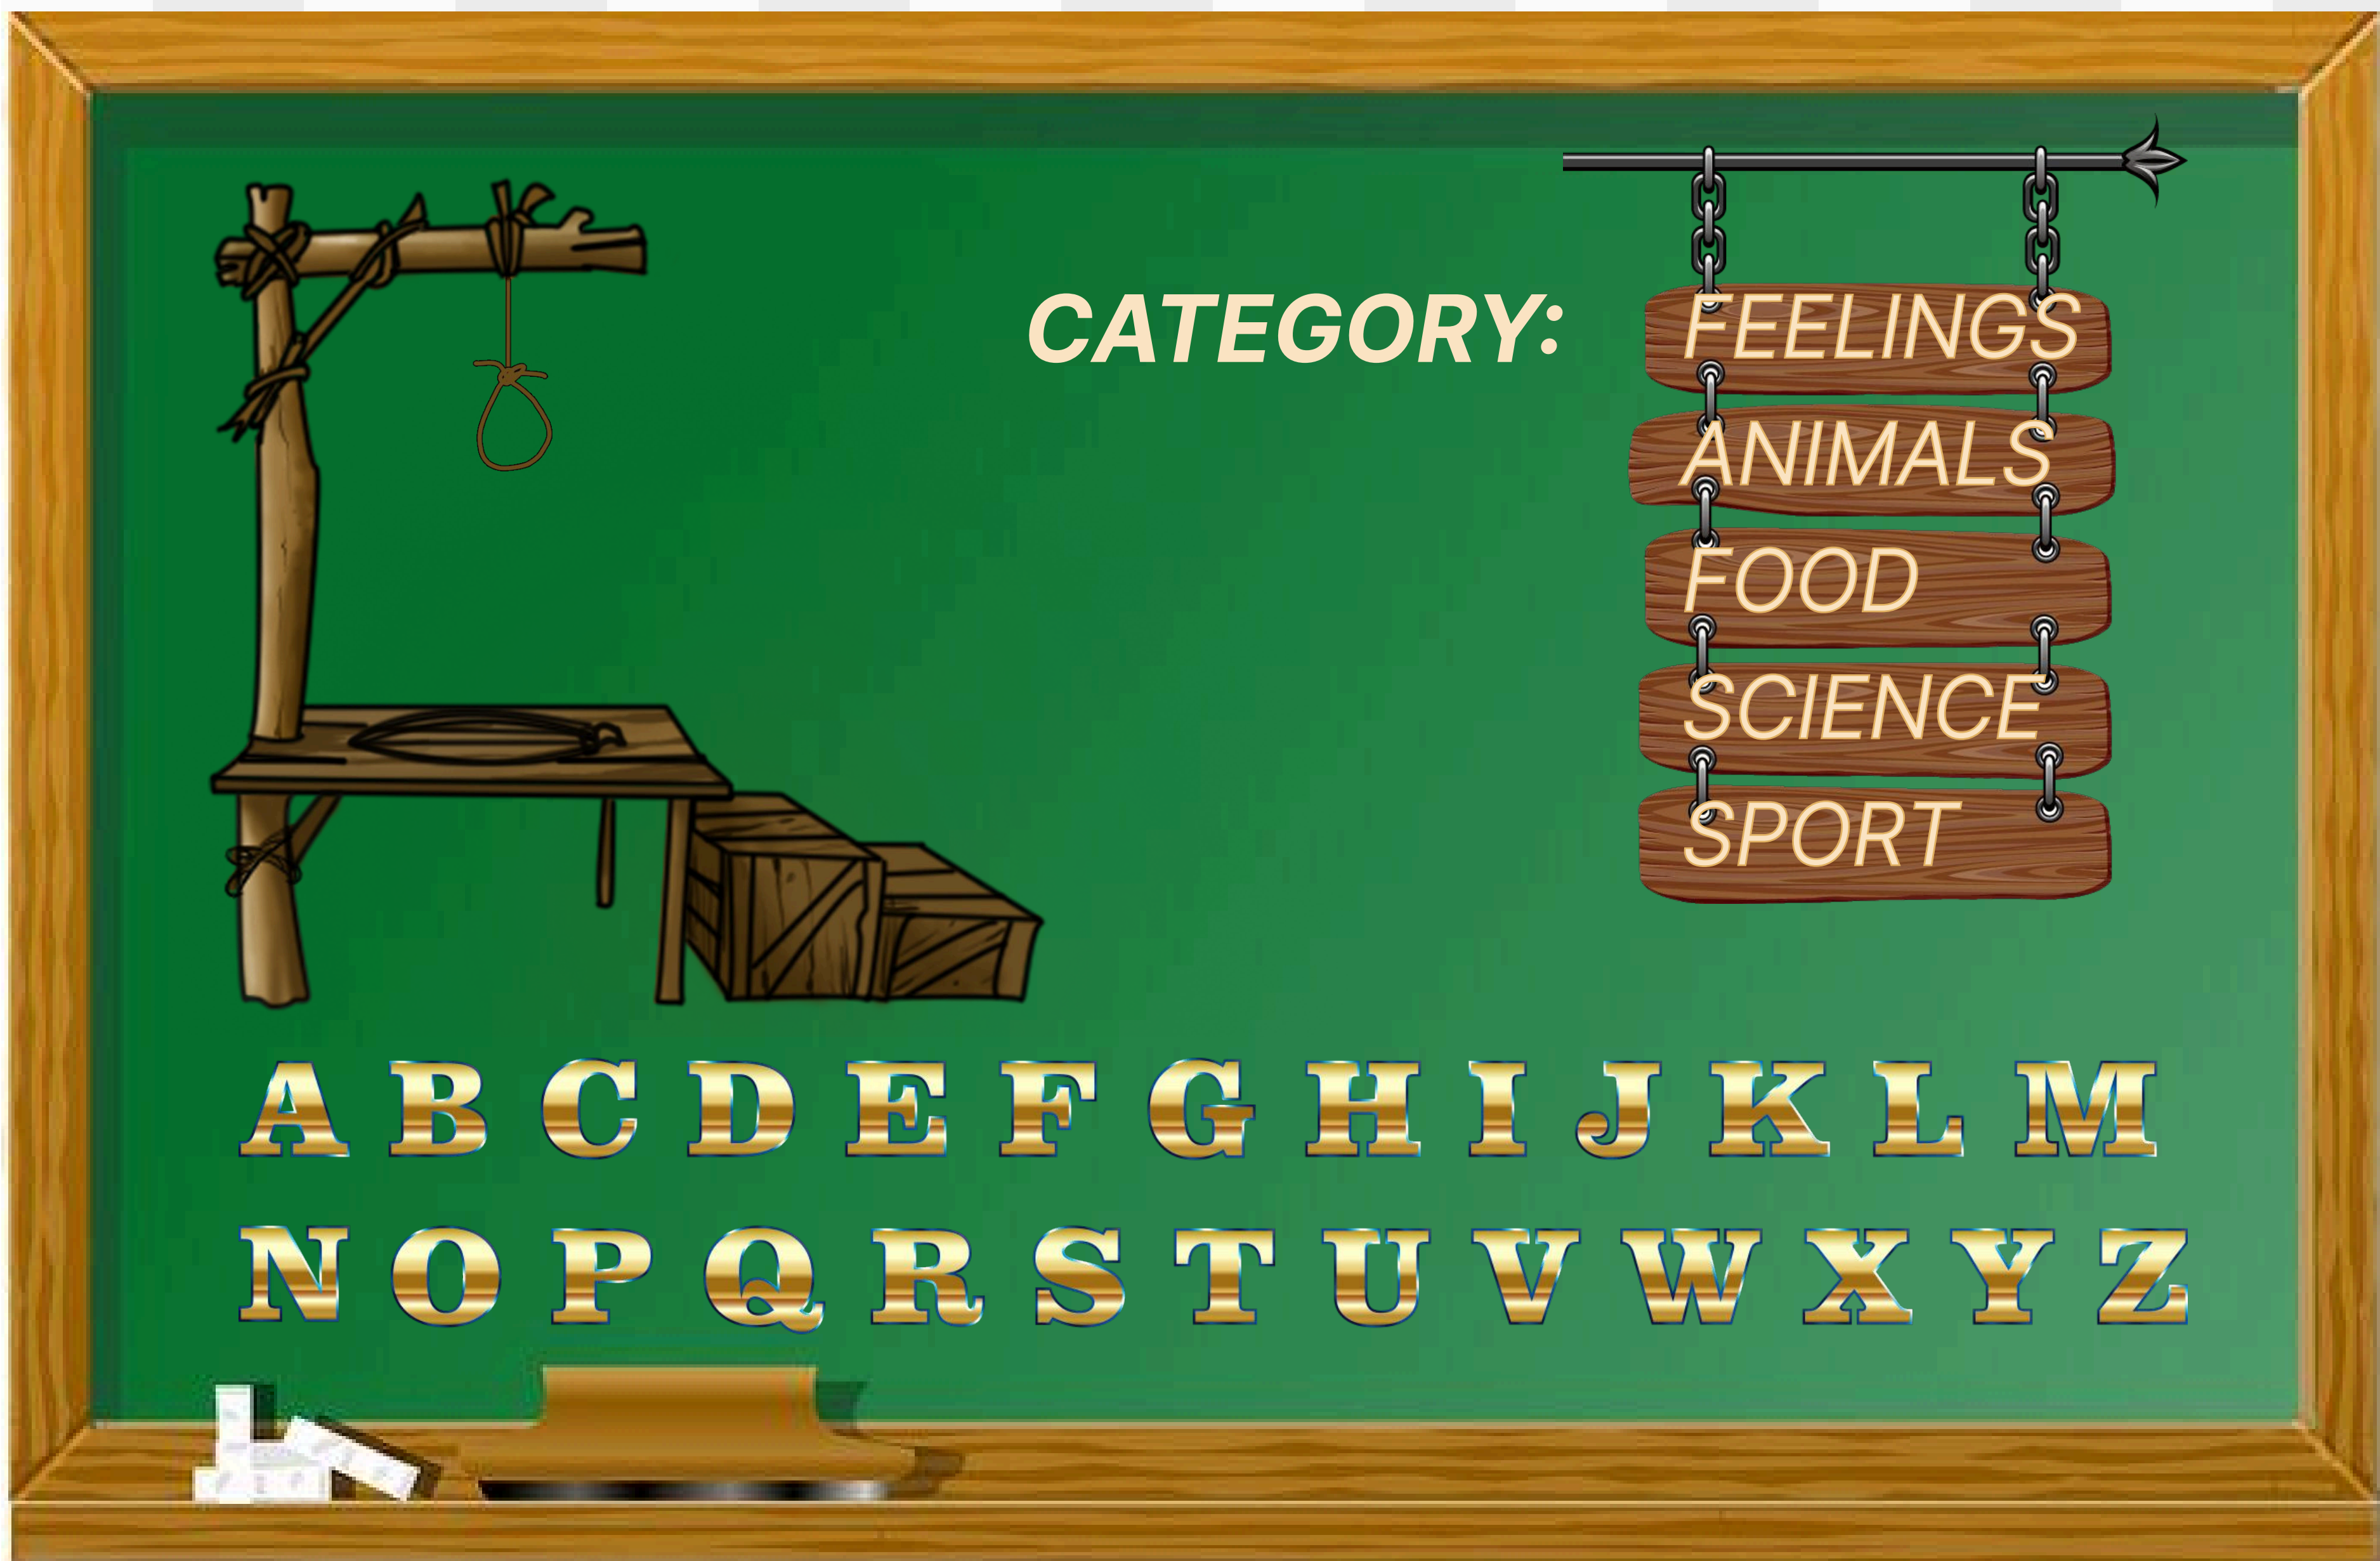 CATEGORY:
FEELINGS
ANIMALS
FOOD
SCIENCE
SPORT
A B C D E F G H I J K L M
N O P Q R S T U V W X Y Z